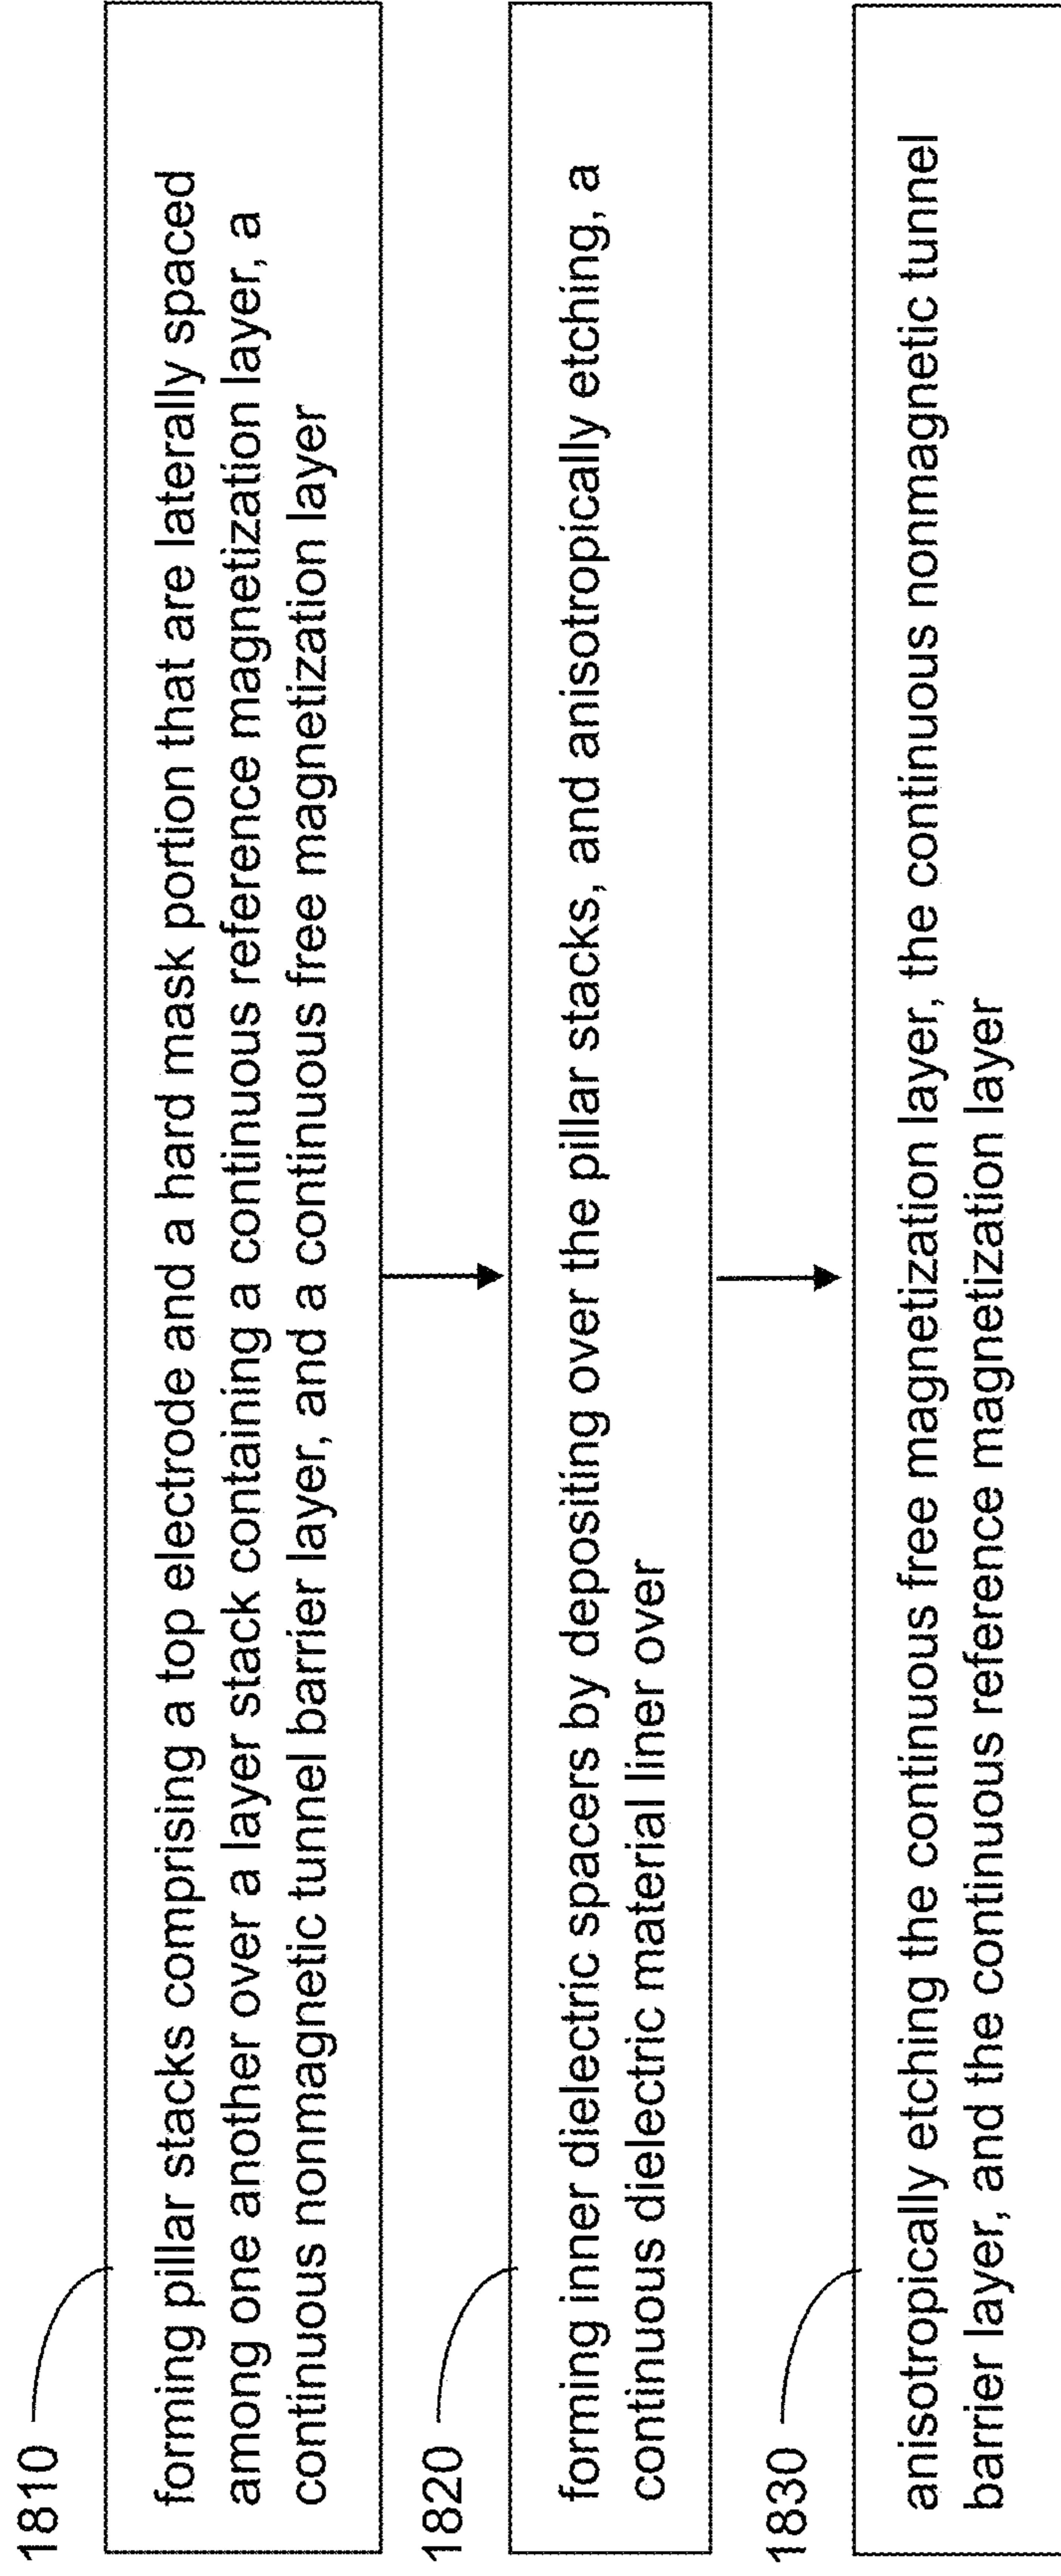 1810
forming pillar stacks comprising a top electrode and a hard mask portion that are laterally spaced
among one another over a layer stack containing a continuous reference magnetization layer, a
continuous nonmagnetic tunnel barrier layer, and a continuous free magnetization layer
1820
forming inner dielectric spacers by depositing over the pillar stacks, and anisotropically etching, a
continuous dielectric material liner over
1830
anisotropically etching the continuous free magnetization layer, the continuous nonmagnetic tunnel
barrier layer, and the continuous reference magnetization layer